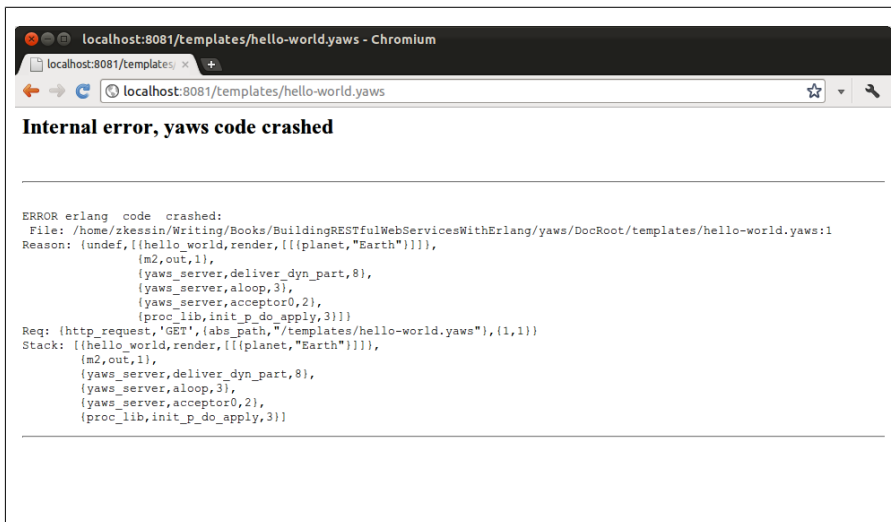 localhost:8081/templates/hello-world.yaws - Chromium
localhost:8081/templates/
localhost:8081/templates/hello-world.yaws
Internal error, yaws code crashed
ERROR erlang  code  crashed:
 File: /home/zkessin/Writing/Books/BuildingRESTfulWebServicesWithErlang/yaws/DocRoot/templates/hello-world.yaws:1
Reason: {undef,[{hello_world,render,[[{planet,"Earth"}]]},
                {m2,out,1},
                {yaws_server,deliver_dyn_part,8},
                {yaws_server,aloop,3},
                {yaws_server,acceptor0,2},
                {proc_lib,init_p_do_apply,3}]}
Req: {http_request,'GET',{abs_path,"/templates/hello-world.yaws"},{1,1}}
Stack: [{hello_world,render,[[{planet,"Earth"}]]},
        {m2,out,1},
        {yaws_server,deliver_dyn_part,8},
        {yaws_server,aloop,3},
        {yaws_server,acceptor0,2},
        {proc_lib,init_p_do_apply,3}]